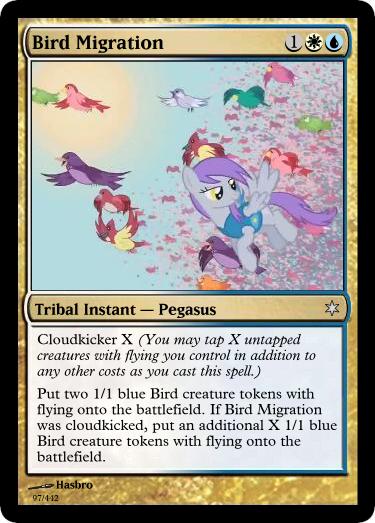 Bird Migration 1
Tribal Instant — Pegasus
Cloudkicker X (You may tap X untapped
creatures with flying you control in addition to
any other costs as you cast this spell.)
Put two 1/1 blue Bird creature tokens with
flying onto the battlefield. If Bird Migration
was cloudkicked, put an additional X 1/1 blue
Bird creature tokens with flying onto the
battlefield.
Hasbro
97/442